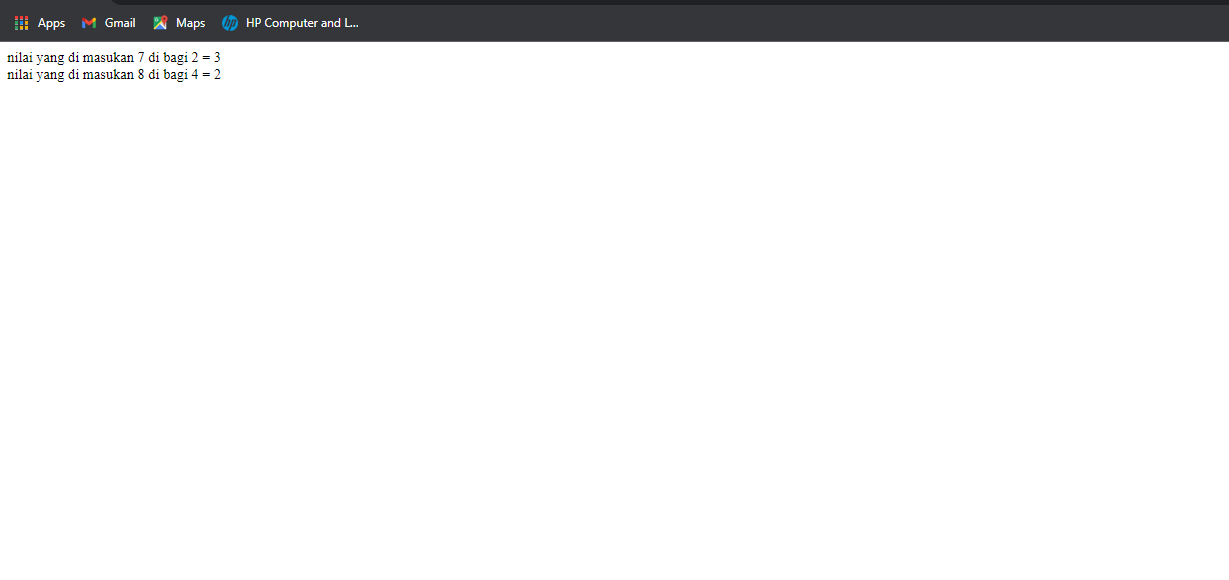 Apps Gmail Maps hp HP Computer and L...
nilai yang di masukan 7 di bagi 2 = 3
nilai yang di masukan 8 di bagi 4 = 2